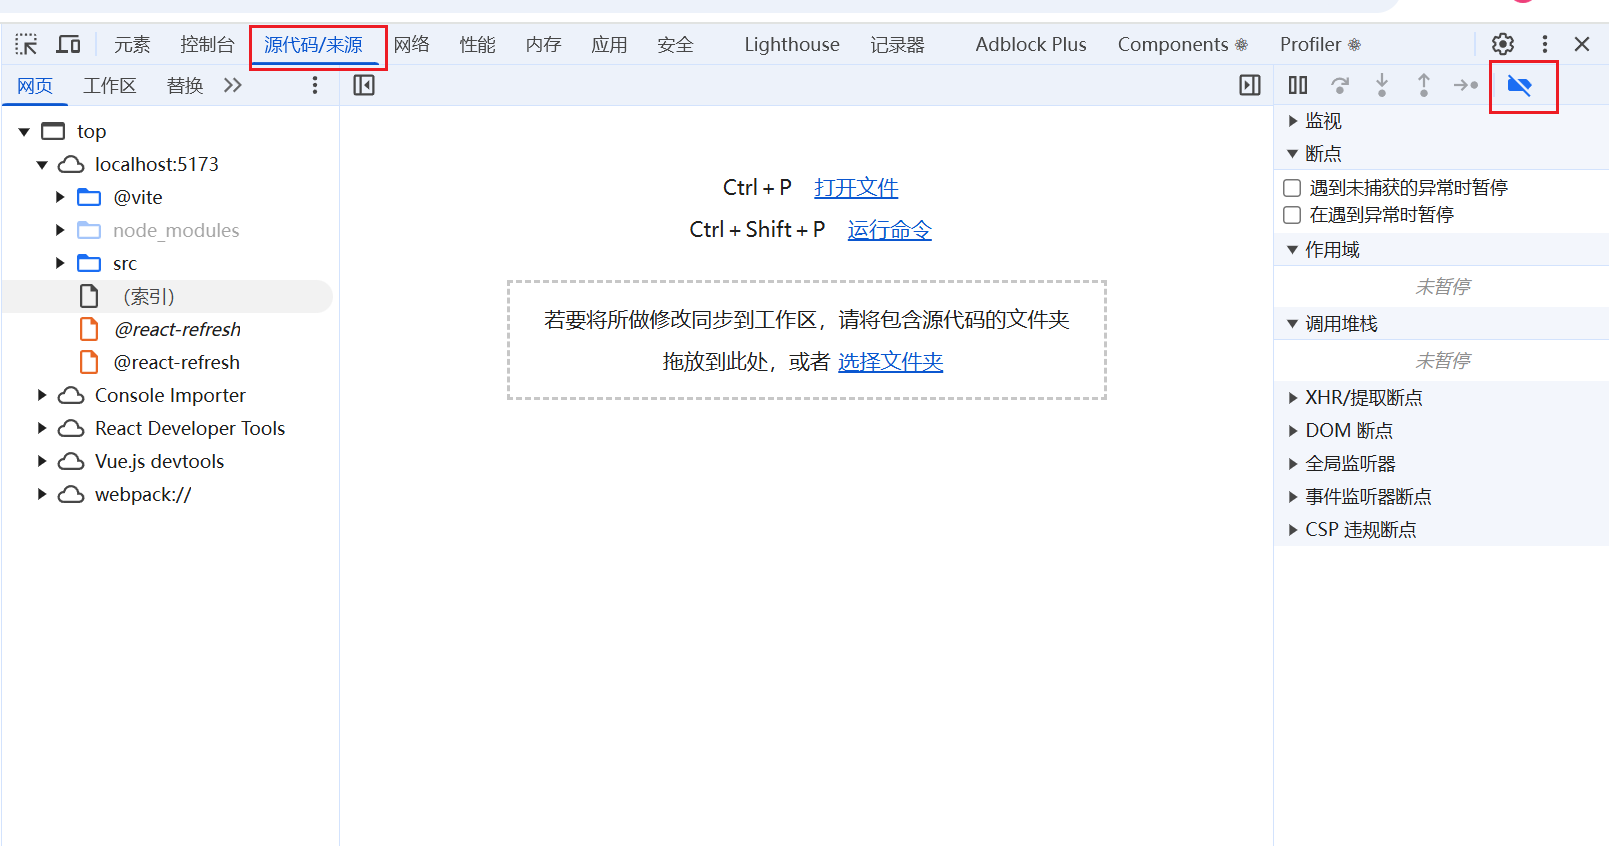 元素 控制台 源代码/来源 网络 性能 内存 应用 安全 Lighthouse 记录器 Adblock Plus Components Profiler
网页 工作区 替换
top
localhost:5173
@vite
node_modules
src
（索引）
@react-refresh
@react-refresh
Console Importer
React Developer Tools
Vue.js devtools
webpack://
Ctrl + P 打开文件
Ctrl + Shift + P 运行命令
若要将所做修改同步到工作区，请将包含源代码的文件夹
拖放到此处，或者 选择文件夹
监视
断点
遇到未捕获的异常时暂停
在遇到异常时暂停
作用域
未暂停
调用堆栈
未暂停
XHR/提取断点
DOM 断点
全局监听器
事件监听器断点
CSP 违规断点